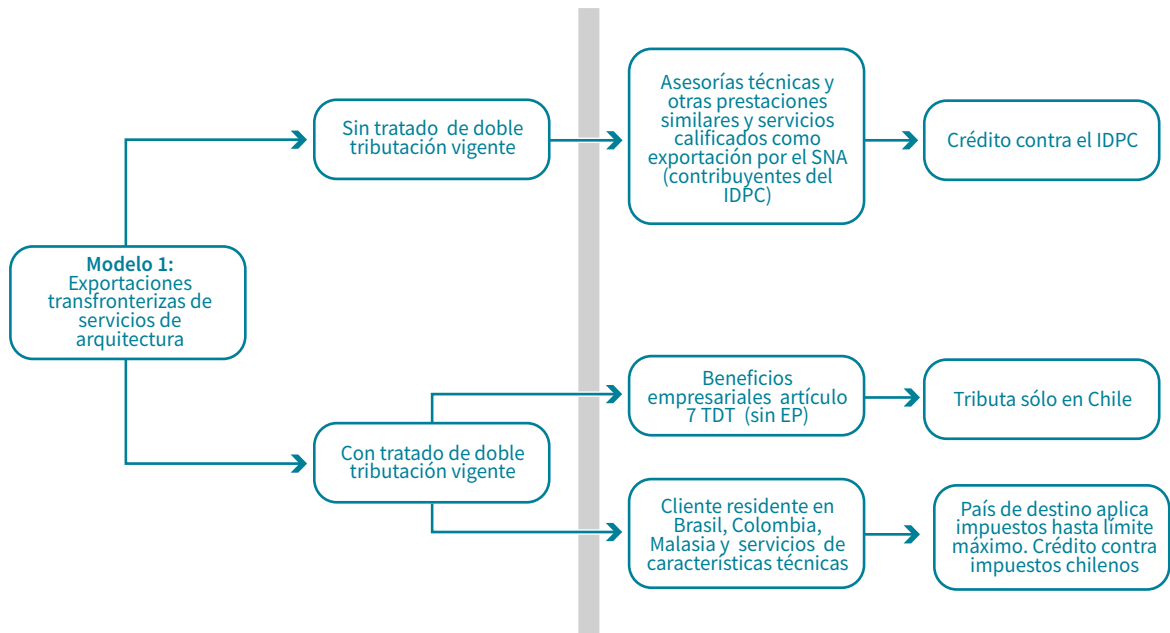 Modelo 1:
Exportaciones
transfronterizas de
servicios de
arquitectura
Sin tratado de doble
tributación vigente
Asesorías técnicas y
otras prestaciones
similares y servicios
calificados como
exportación por el SNA
(contribuyentes del
IDPC)
Crédito contra el IDPC
Con tratado de doble
tributación vigente
Beneficios
empresariales artículo
7 TDT (sin EP)
Tributa sólo en Chile
Cliente residente en
Brasil, Colombia,
Malasia y servicios de
características técnicas
País de destino aplica
impuestos hasta límite
máximo. Crédito contra
impuestos chilenos